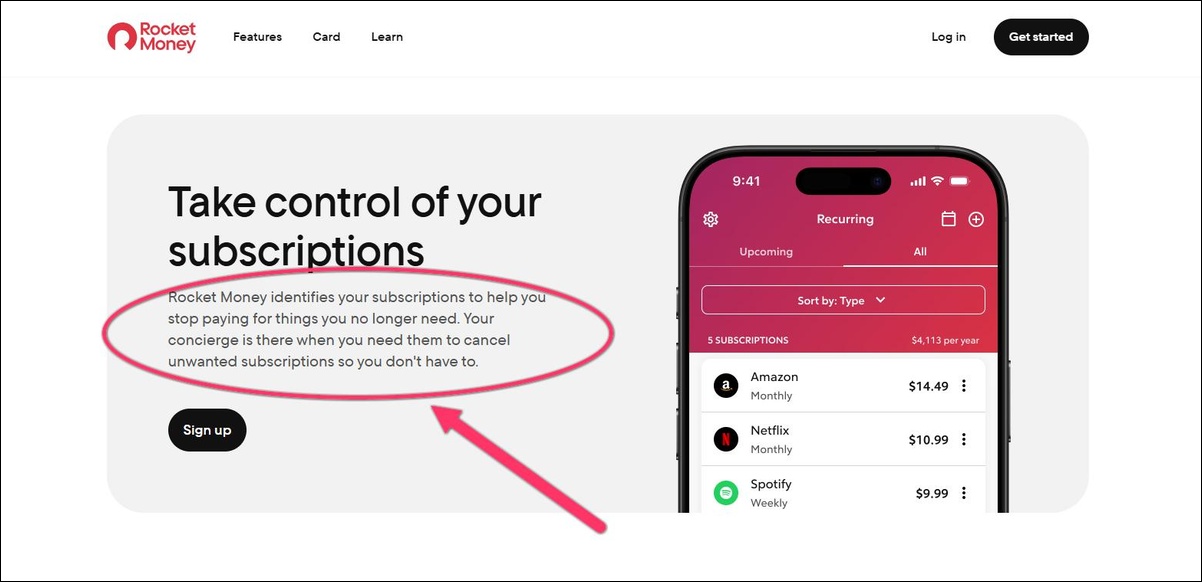 Rocket
Money
Features
Card
Learn
Log in
Get started
Take control of your
subscriptions
Rocket Money identifies your subscriptions to help you
stop paying for things you no longer need. Your
concierge is there when you need them to cancel
unwanted subscriptions so you don't have to.
Sign up
9:41
Recurring
Upcoming
All
Sort by: Type
5 SUBSCRIPTIONS
$4,113 per year
a
Amazon
$14.49
Monthly
N
Netflix
$10.99
Monthly
Spotify
$9.99
Weekly